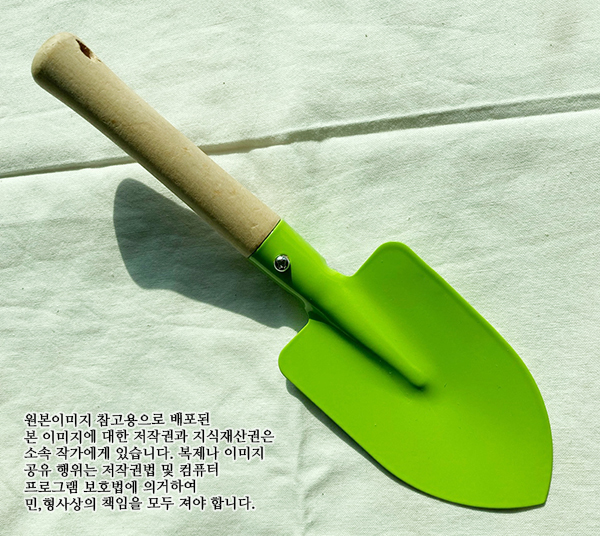 원본이미지 참고용으로 배포된
본 이미지에 대한 저작권과 지식재산권은
소속 작가에게 있습니다. 복제나 이미지
공유 행위는 저작권법 및 컴퓨터
프로그램 보호법에 의거하여
민,형사상의 책임을 모두 져야 합니다.